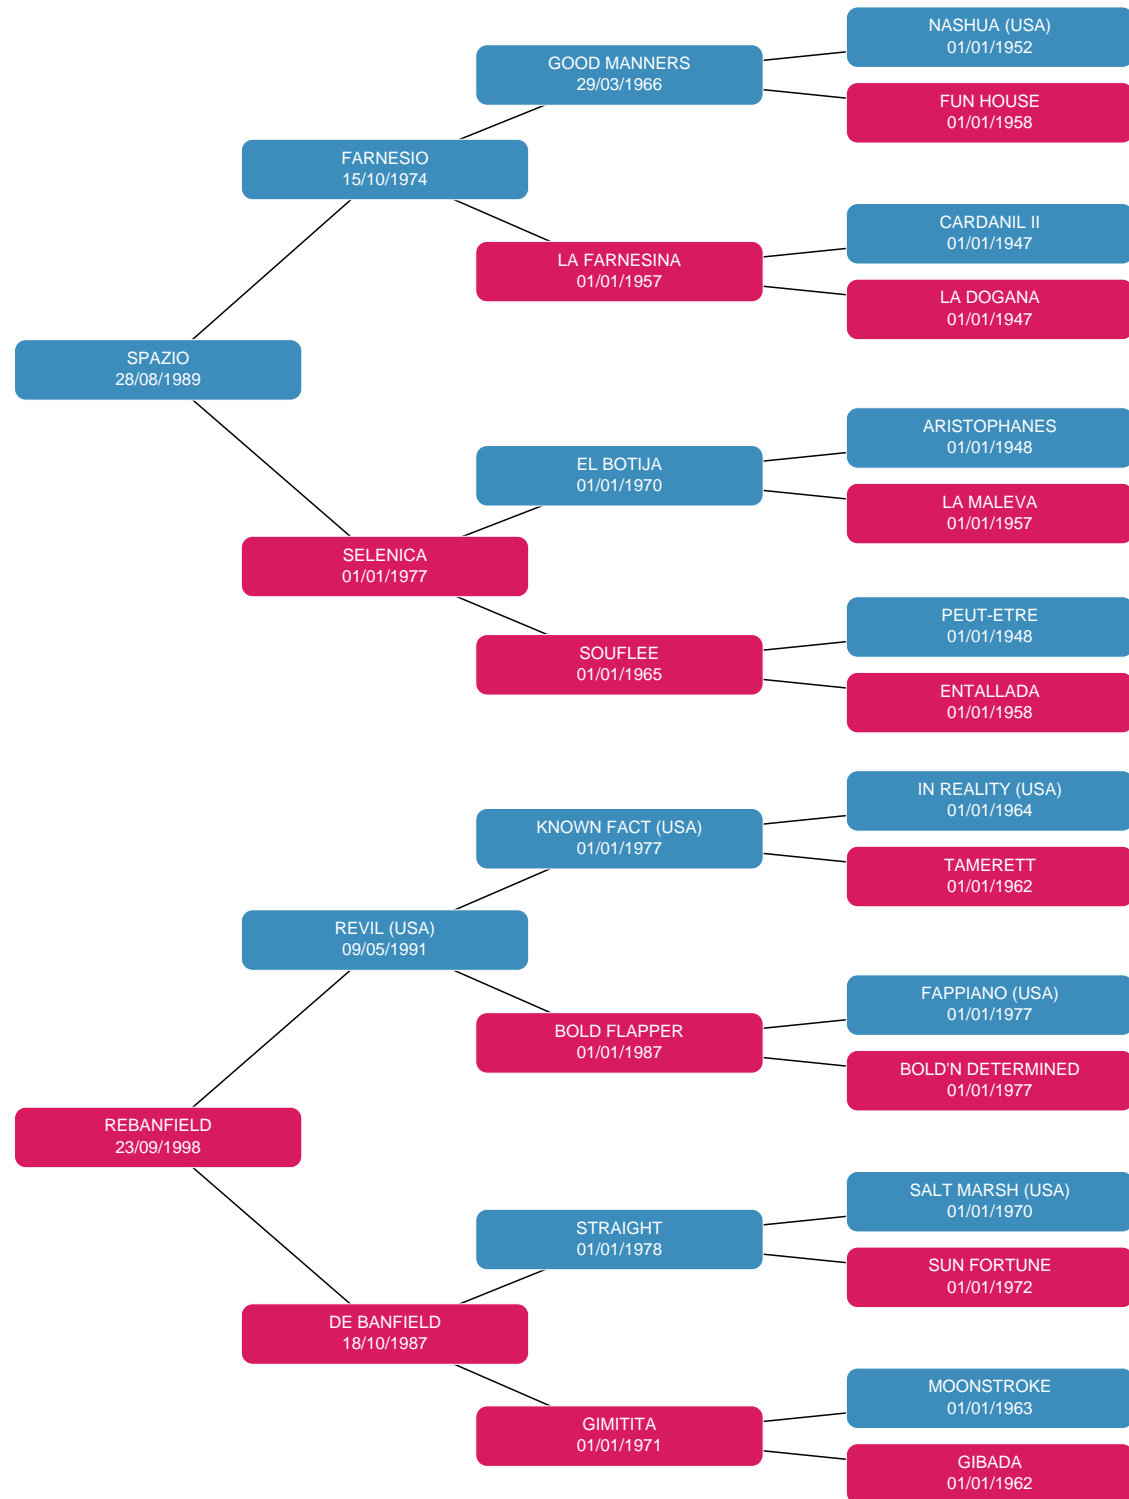 NASHUA (USA)
01/01/1952
GOOD MANNERS
29/03/1966
FUN HOUSE
01/01/1958
FARNESIO
15/10/1974
CARDANIL II
01/01/1947
LA FARNESINA
01/01/1957
LA DOGANA
01/01/1947
SPAZIO
28/08/1989
ARISTOPHANES
01/01/1948
EL BOTIJA
01/01/1970
LA MALEVA
01/01/1957
SELENICA
01/01/1977
PEUT-ETRE
01/01/1948
SOUFLEE
01/01/1965
ENTALLADA
01/01/1958
IN REALITY (USA)
01/01/1964
KNOWN FACT (USA)
01/01/1977
TAMERETT
01/01/1962
REVIL (USA)
09/05/1991
FAPPIANO (USA)
01/01/1977
BOLD FLAPPER
01/01/1987
BOLD'N DETERMINED
01/01/1977
REBANFIELD
23/09/1998
SALT MARSH (USA)
01/01/1970
STRAIGHT
01/01/1978
SUN FORTUNE
01/01/1972
DE BANFIELD
18/10/1987
MOONSTROKE
01/01/1963
GIMITITA
01/01/1971
GIBADA
01/01/1962